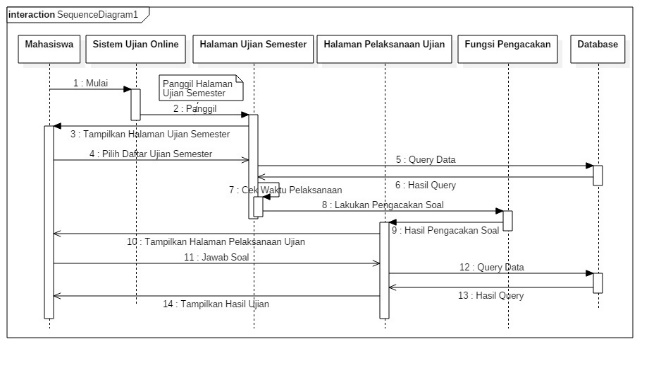 interaction SequenceDiagram1
Mahasiswa
Sistem Ujian Online
Halaman Ujian Semester
Halaman Pelaksanaan Ujian
Fungsi Pengacakan
Database
1 : Mulai
Panggil Halaman
Ujian Semester
2 : Panggil
3 : Tampilkan Halaman Ujian Semester
4 : Pilih Daftar Ujian Semester
5 : Query Data
6 : Hasil Query
7 : Cek Waktu Pelaksanaan
8 : Lakukan Pengacakan Soal
9 : Hasil Pengacakan Soal
10 : Tampilkan Halaman Pelaksanaan Ujian
11 : Jawab Soal
12 : Query Data
13 : Hasil Query
14 : Tampilkan Hasil Ujian